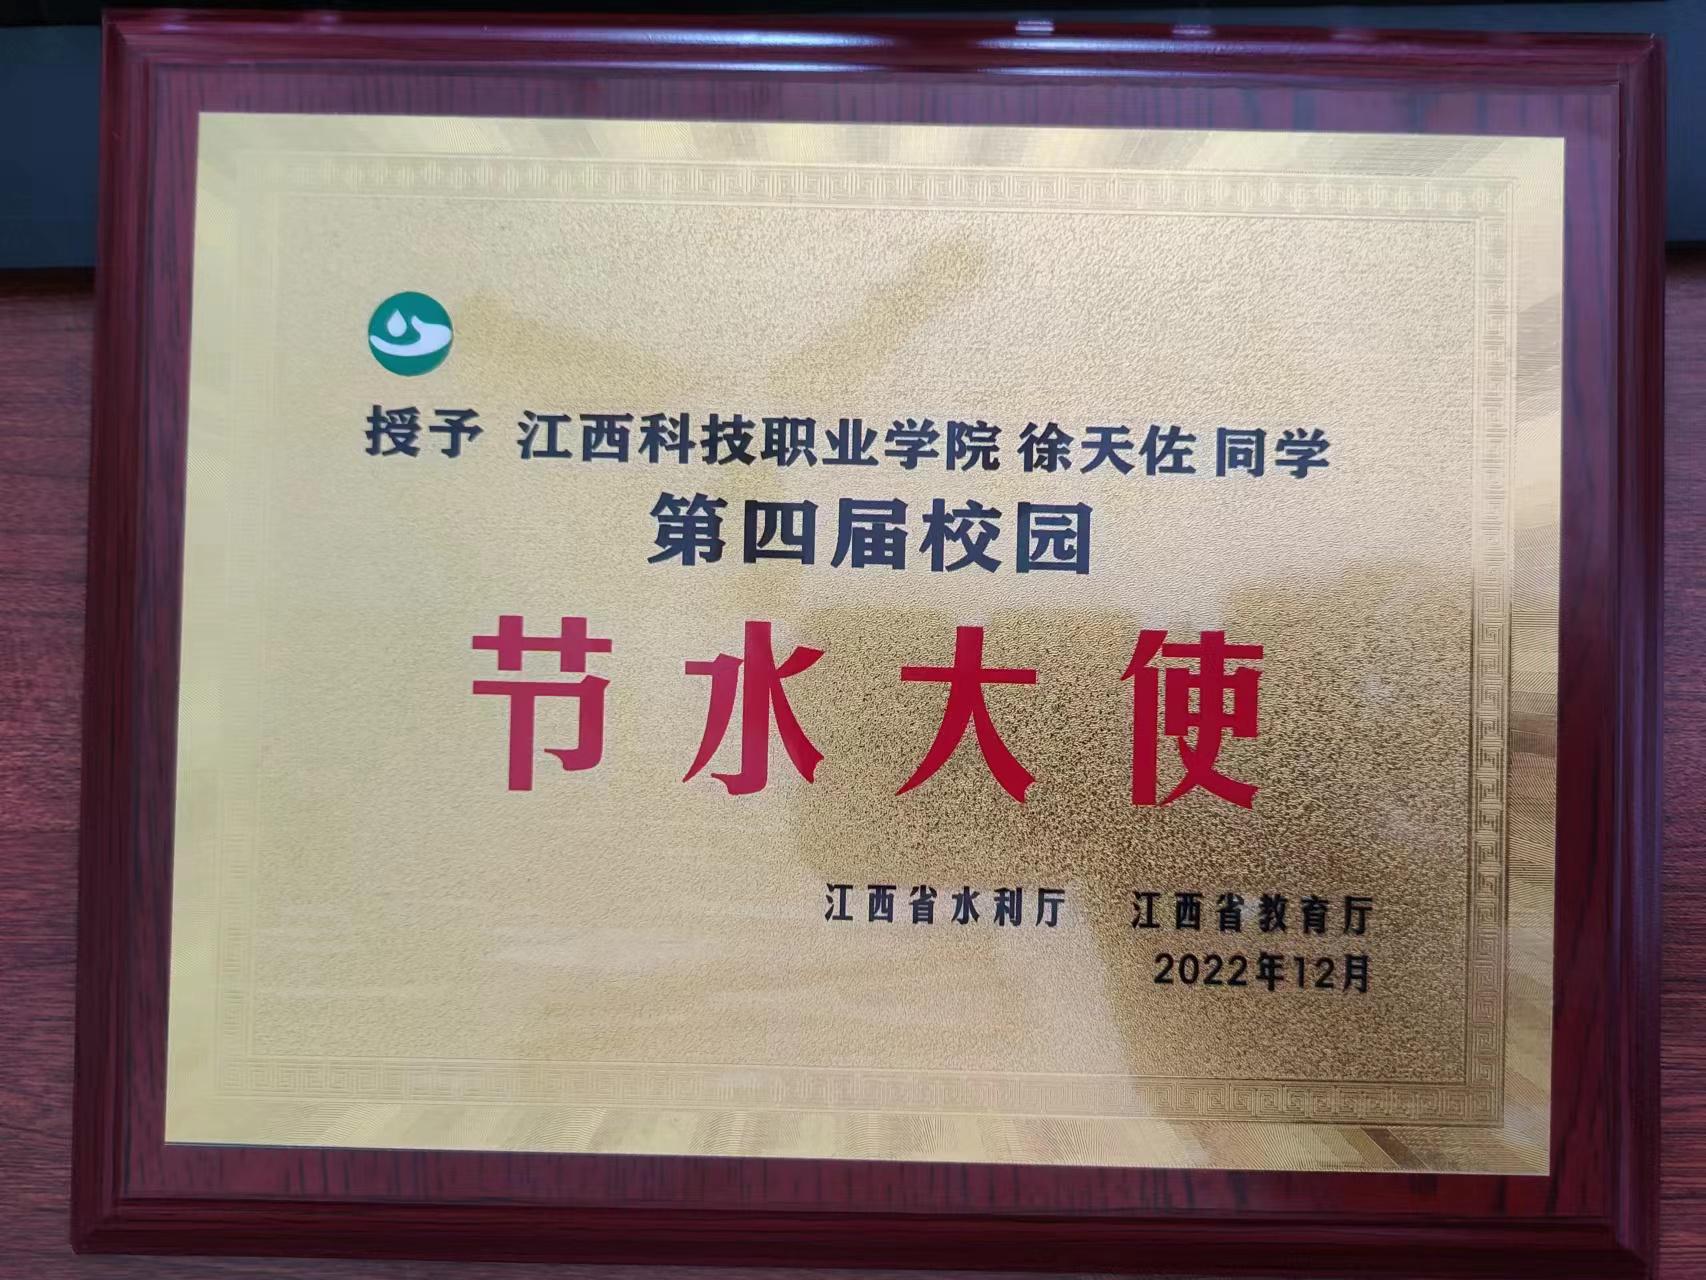 授予 江西科技职业学院 徐天佐 同学
第四届校园
节水大使
江西省水利厅 江西省教育厅
2022年12月